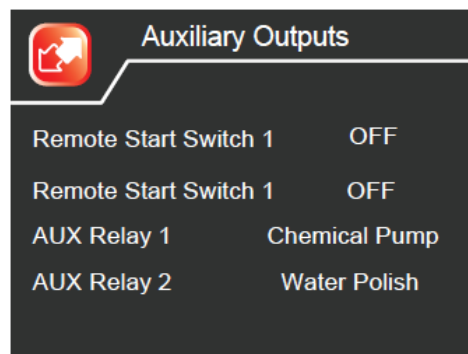 Auxiliary Outputs
Remote Start Switch 1 OFF
Remote Start Switch 1 OFF
AUX Relay 1 Chemical Pump
AUX Relay 2 Water Polish